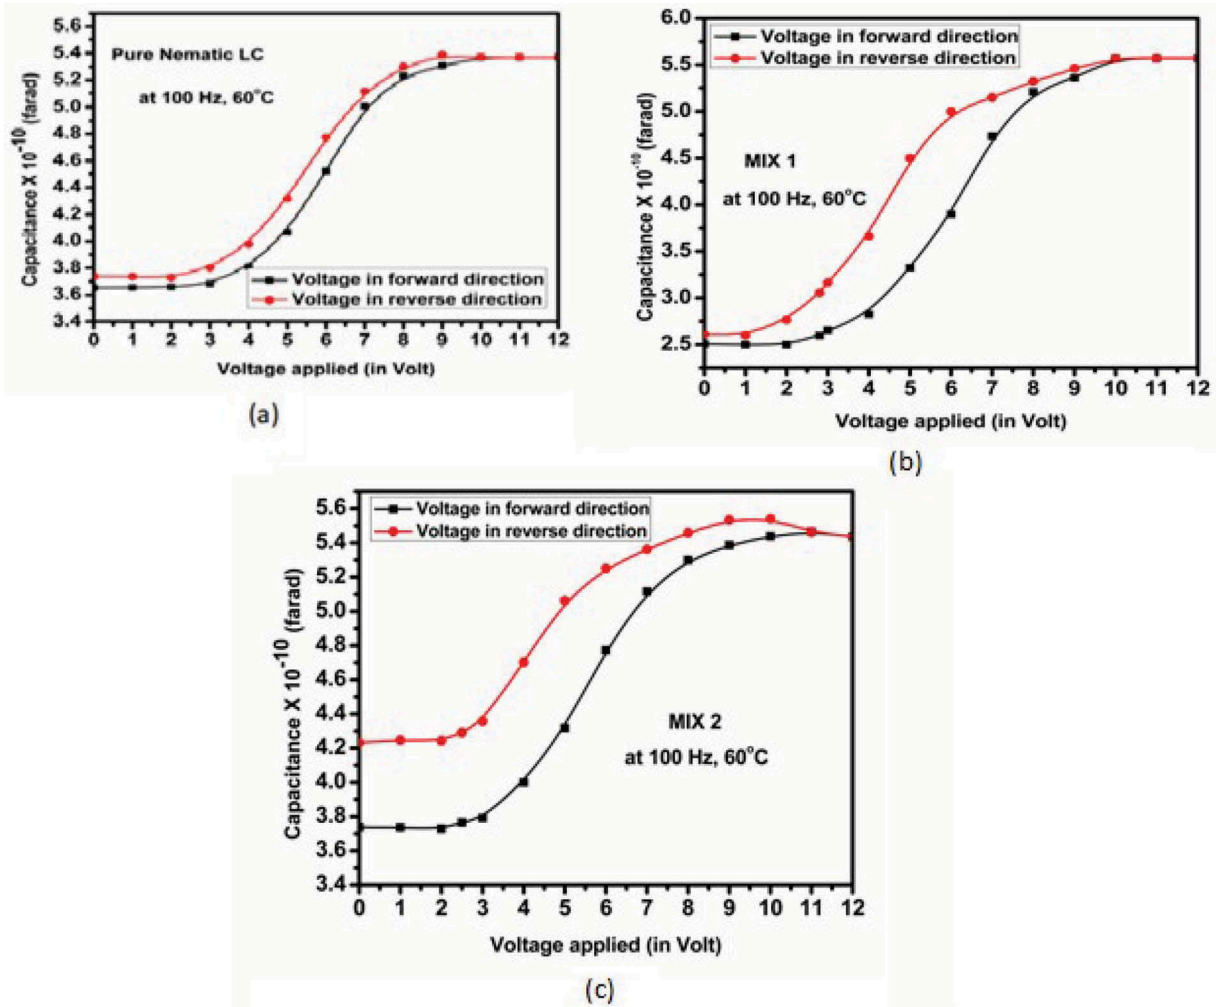 5.6
5.4
5.2
5.0
4.8
4.6
4.4
4.2
4.0
3.8
3.6
3.4
Capacitance X 10-10 (farad)
Pure Nematic LC
at 100 Hz, 60oC
Voltage in forward direction
Voltage in reverse direction
0 1 2 3 4 5 6 7 8 9 10 11 12
Voltage applied (in Volt)
(a)
6.0
5.5
5.0
4.5
4.0
3.5
3.0
2.5
Capacitance X 10-10 (farad)
Voltage in forward direction
Voltage in reverse direction
MIX 1
at 100 Hz, 60oC
0 1 2 3 4 5 6 7 8 9 10 11 12
Voltage applied (in Volt)
(b)
5.6
5.4
5.2
5.0
4.8
4.6
4.4
4.2
4.0
3.8
3.6
3.4
Capacitance X 10-10 (farad)
Voltage in forward direction
Voltage in reverse direction
MIX 2
at 100 Hz, 60oC
0 1 2 3 4 5 6 7 8 9 10 11 12
Voltage applied (in Volt)
(c)